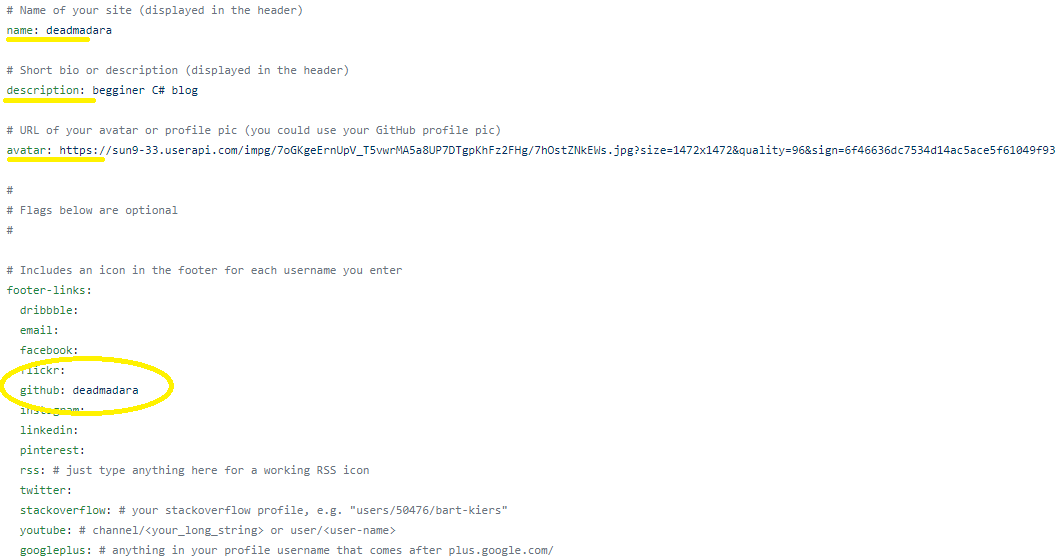 # Name of your site (displayed in the header)
name: deadmadara
# Short bio or description (displayed in the header)
description: begginer C# blog
# URL of your avatar or profile pic (you could use your GitHub profile pic)
avatar: https://sun9-33.userapi.com/impg/7oGKgeErnUpV_T5vwrMA5a8UP7DTgpKhFz2FHg/7hOstZNkEWs.jpg?size=1472x1472&quality=96&sign=6f46636dc7534d14ac5ace5f61049f93
#
# Flags below are optional
#
# Includes an icon in the footer for each username you enter
footer-links:
  dribbble:
  email:
  facebook:
  flickr:
  github: deadmadara
  instagram:
  linkedin:
  pinterest:
  rss: # just type anything here for a working RSS icon
  twitter:
  stackoverflow: # your stackoverflow profile, e.g. "users/50476/bart-kiers"
  youtube: # channel/<your_long_string> or user/<user-name>
  googleplus: # anything in your profile username that comes after plus.google.com/